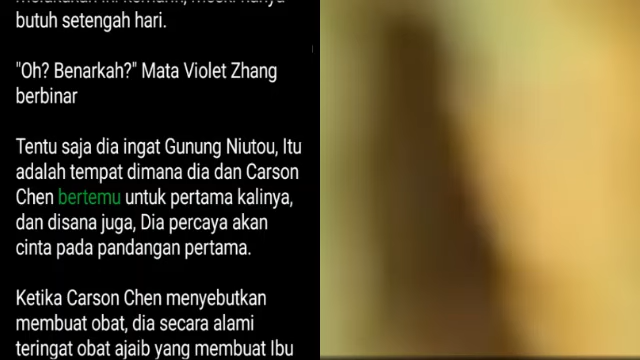 butuh setengah hari.
"Oh? Benarkah?" Mata Violet Zhang
berbinar
Tentu saja dia ingat Gunung Niutou, Itu
adalah tempat dimana dia dan Carson
Chen bertemu untuk pertama kalinya,
dan disana juga, Dia percaya akan
cinta pada pandangan pertama.
Ketika Carson Chen menyebutkan
membuat obat, dia secara alami
teringat obat ajaib yang membuat Ibu